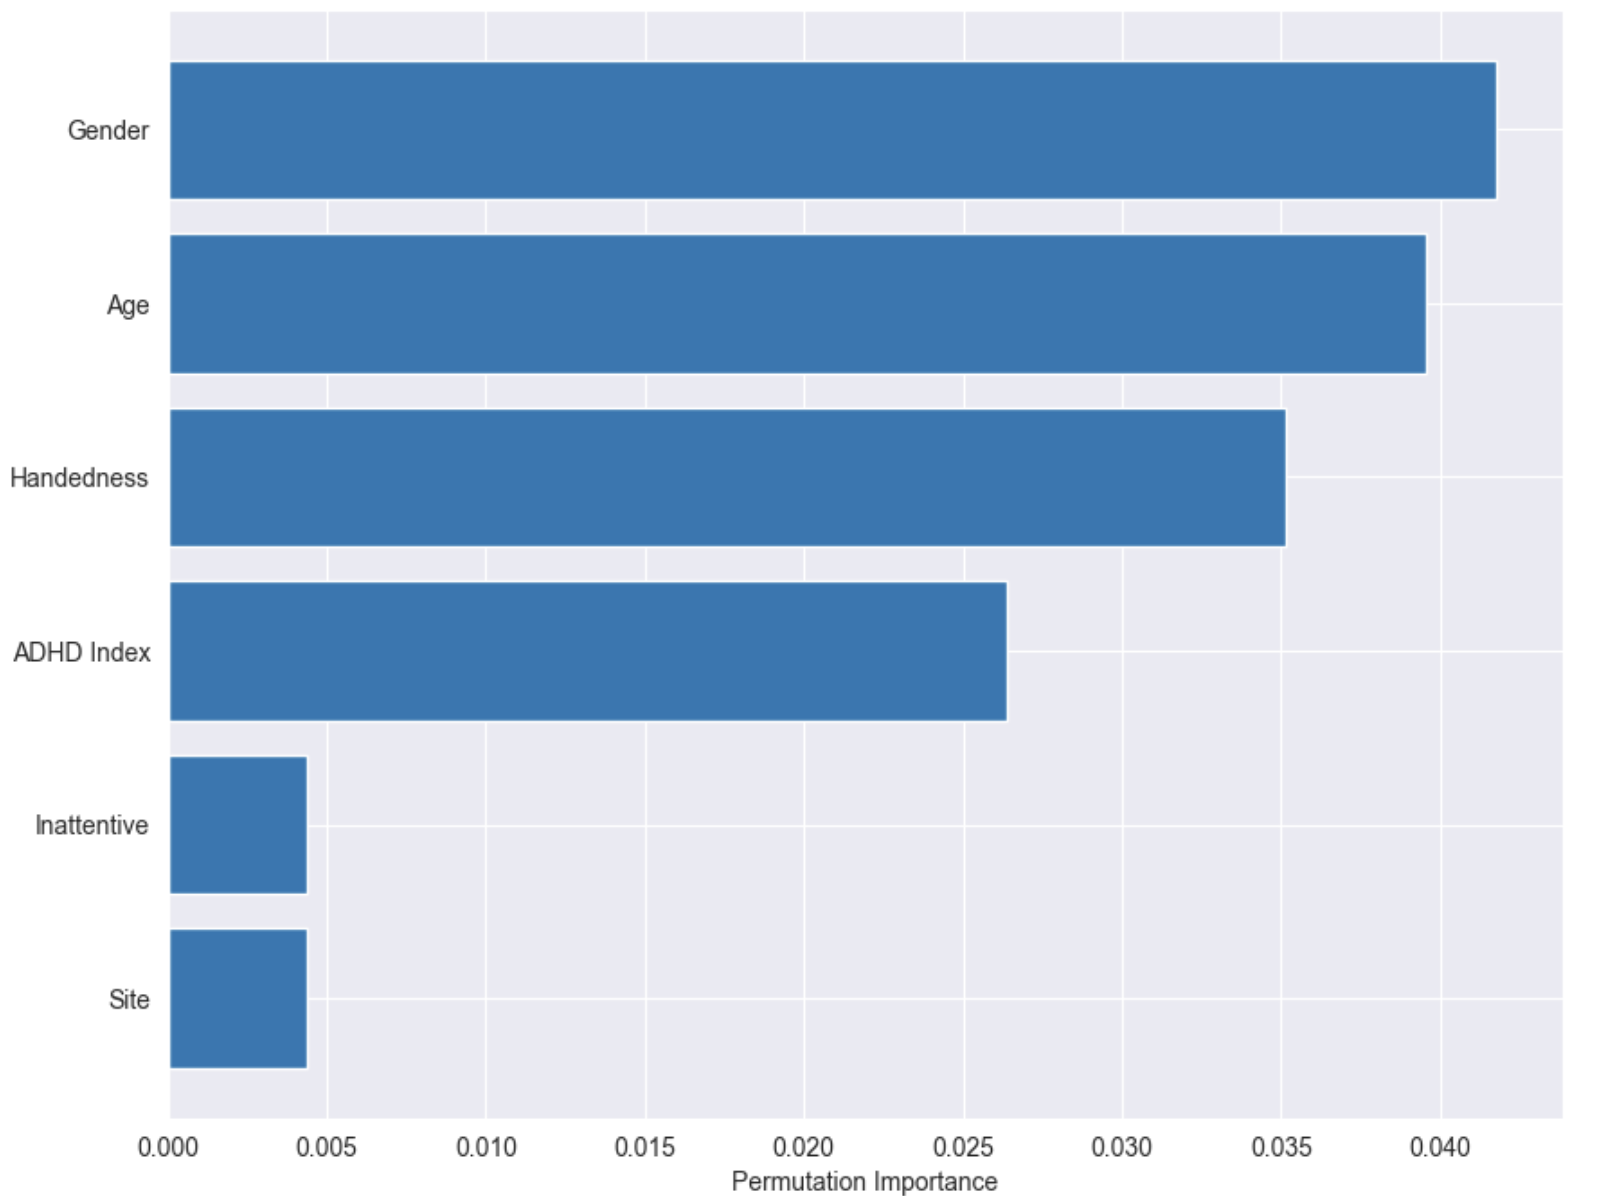 Gender
Age
Handedness
ADHD Index
Inattentive
Site
0.000 0.005 0.010 0.015 0.020 0.025 0.030 0.035 0.040
Permutation Importance